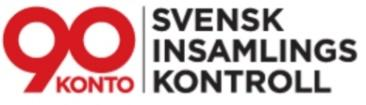 90
KONTO
SVENSK
INSAMLINGS
KONTROLL